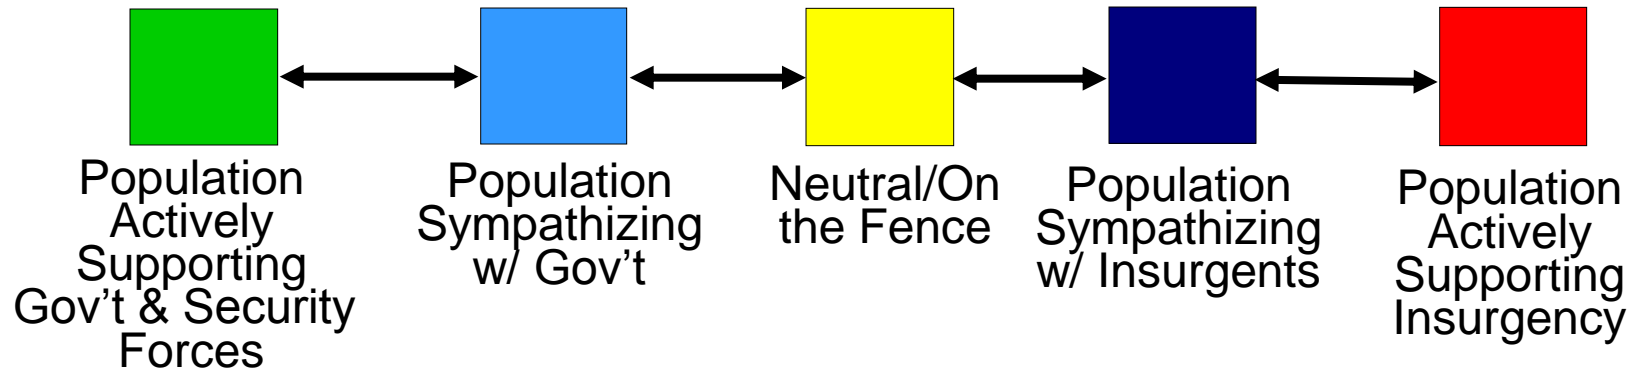 Population
Actively
Supporting
Gov’t & Security
Forces
Population
Sympathizing
w/ Gov’t
Neutral/On
the Fence
Population
Sympathizing
w/ Insurgents
Population
Actively
Supporting
Insurgency